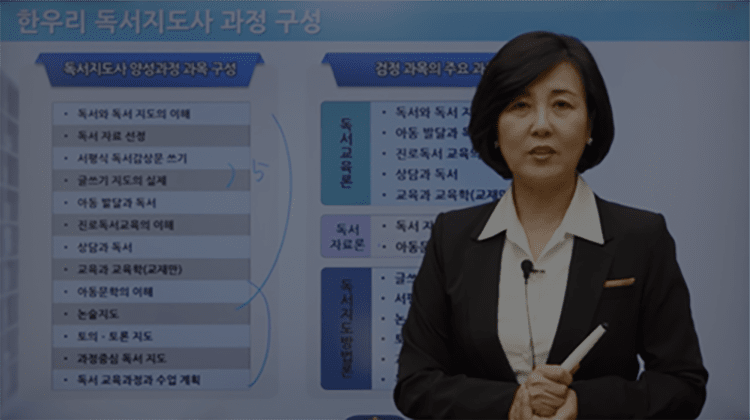 한우리 독서지도사 과정 구성
독서지도사 양성과정 과목 구성
• 독서와 독서 지도의 이해
• 독서 자료 선정
• 서평식 독서감상문 쓰기
• 글쓰기 지도의 실제
• 아동 발달과 독서
• 진로독서교육의 이해
• 상담과 독서
• 교육과 교육학(교재만)
• 아동문학의 이해
• 논술지도
• 토의 - 토론 지도
• 과정중심 독서 지도
• 독서 교육과정과 수업 계획
5
검정 과목의 주요 과
독서교육론
• 독서와 독서 지
• 아동 발달과 독
• 진로독서 교육의
• 상담과 독서
• 교육과 교육학(교재만
독서
자료론
• 독서 자
• 아동문
독서지도방법론
• 글쓰
• 서평
• 논
• 토